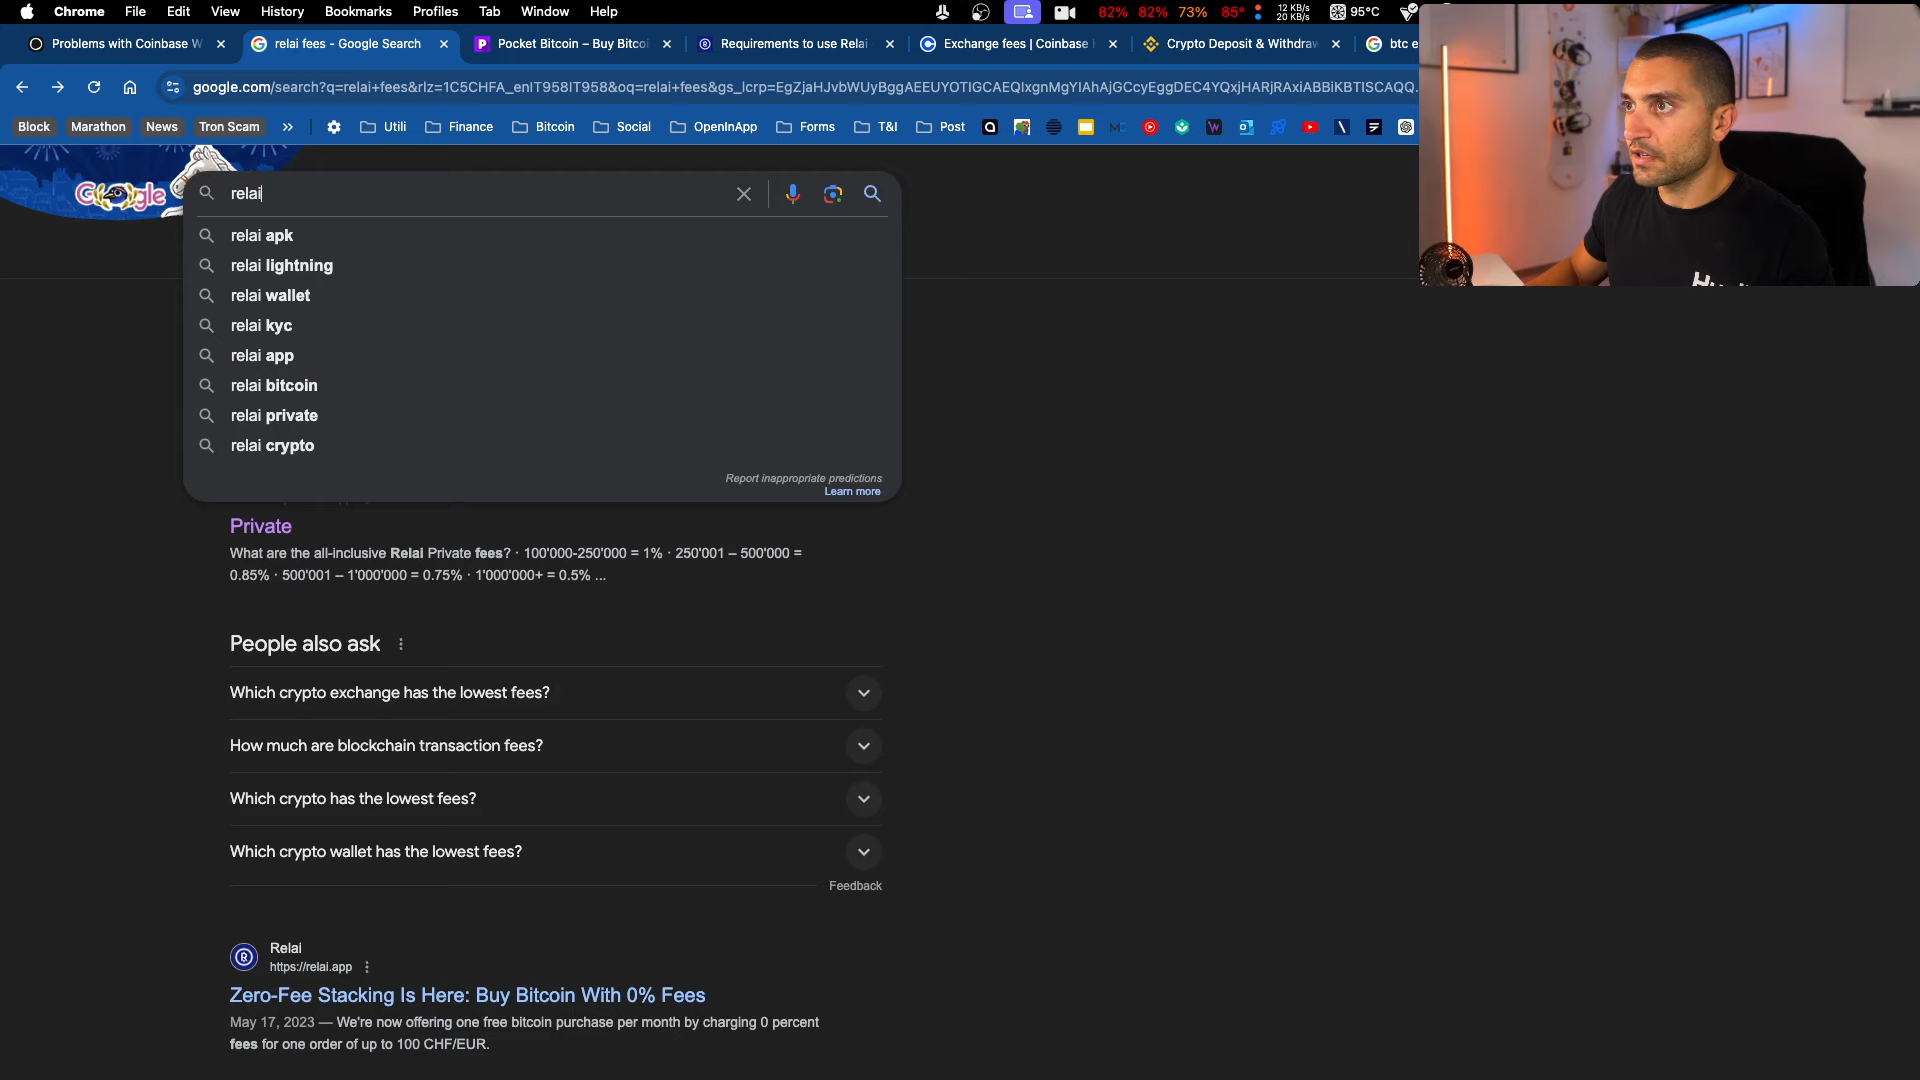 Chrome File Edit View History Bookmarks Profiles Tab Window Help
82% 82% 73% 85° 12 KB/s 20 KB/s 95°C
Problems with Coinbase W
relai fees - Google Search
Pocket Bitcoin – Buy Bitcoi
Requirements to use Relai
Exchange fees | Coinbase
Crypto Deposit & Withdraw
btc e
google.com/search?q=relai+fees&rlz=1C5CHFA_enIT958IT958&oq=relai+fees&gs_lcrp=EgZjaHJvbWUyBggAEEUYOTIGCAEQIxgnMgYIAhAjGCcyEggDEC4YQxjHARjRAxiABBiKBTISCAQQ.
Block Marathon News Tron Scam » Utili Finance Bitcoin Social OpenInApp Forms T&I Post
Google
relai
relai apk
relai lightning
relai wallet
relai kyc
relai app
relai bitcoin
relai private
relai crypto
Report inappropriate predictions
Learn more
Private
What are the all-inclusive Relai Private fees? · 100'000-250'000 = 1% · 250'001 – 500'000 =
0.85% · 500'001 – 1'000'000 = 0.75% · 1'000'000+ = 0.5% ...
People also ask
Which crypto exchange has the lowest fees?
How much are blockchain transaction fees?
Which crypto has the lowest fees?
Which crypto wallet has the lowest fees?
Feedback
Relai
https://relai.app
Zero-Fee Stacking Is Here: Buy Bitcoin With 0% Fees
May 17, 2023 — We're now offering one free bitcoin purchase per month by charging 0 percent
fees for one order of up to 100 CHF/EUR.